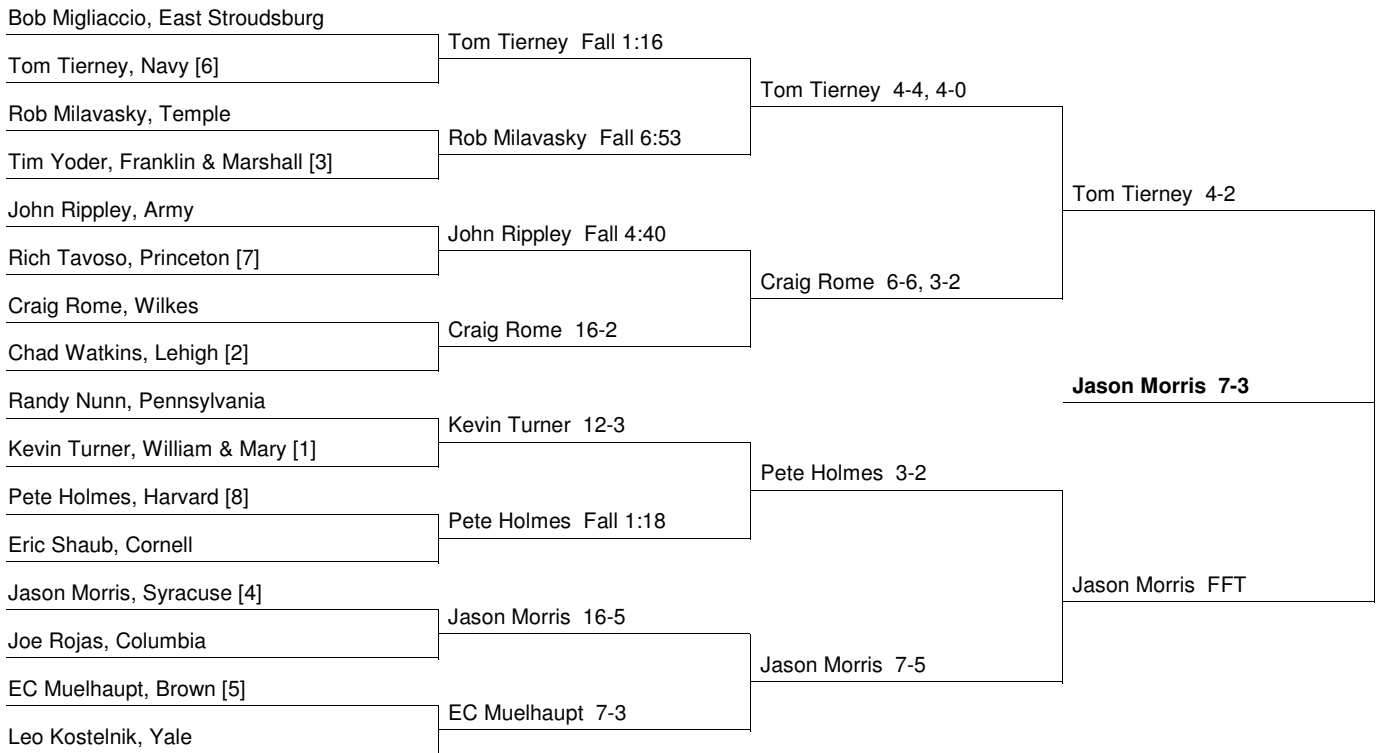 Bob Migliaccio, East Stroudsburg
Tom Tierney, Navy [6]
Rob Milavasky, Temple
Tim Yoder, Franklin & Marshall [3]
John Rippley, Army
Rich Tavoso, Princeton [7]
Craig Rome, Wilkes
Chad Watkins, Lehigh [2]
Randy Nunn, Pennsylvania
Kevin Turner, William & Mary [1]
Pete Holmes, Harvard [8]
Eric Shaub, Cornell
Jason Morris, Syracuse [4]
Joe Rojas, Columbia
EC Muelhaupt, Brown [5]
Leo Kostelnik, Yale
Tom Tierney Fall 1:16
Rob Milavasky Fall 6:53
John Rippley Fall 4:40
Craig Rome 16-2
Kevin Turner 12-3
Pete Holmes Fall 1:18
Jason Morris 16-5
EC Muelhaupt 7-3
Tom Tierney 4-4, 4-0
Craig Rome 6-6, 3-2
Pete Holmes 3-2
Jason Morris 7-5
Tom Tierney 4-2
Jason Morris FFT
Jason Morris 7-3